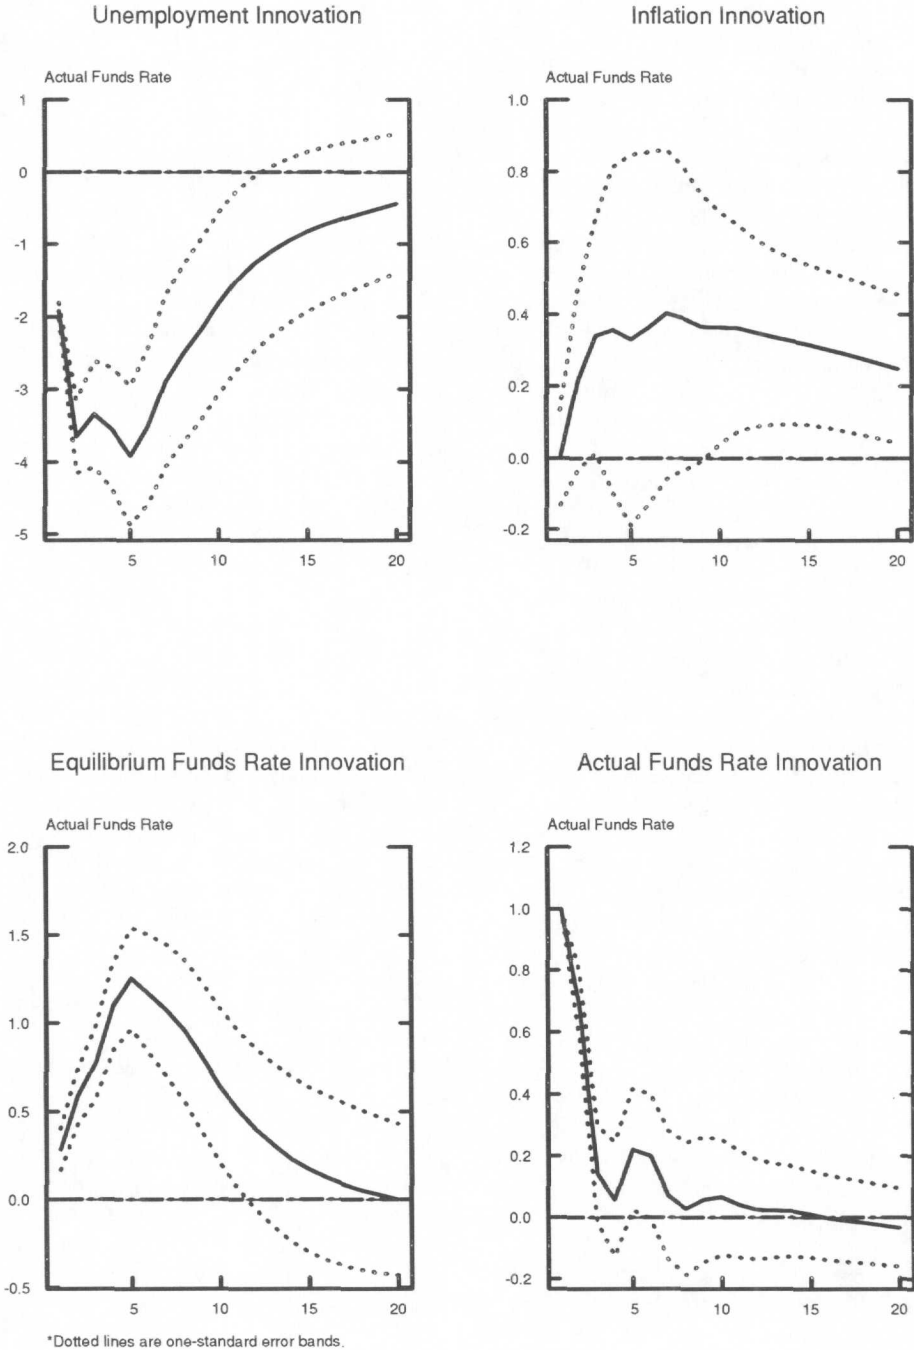 Unemployment Innovation
Actual Funds Rate
1
0
-1
-2
-3
-4
-5
5 10 15 20
Inflation Innovation
Actual Funds Rate
1.0
0.8
0.6
0.4
0.2
0.0
-0.2
5 10 15 20
Equilibrium Funds Rate Innovation
Actual Funds Rate
2.0
1.5
1.0
0.5
0.0
-0.5
5 10 15 20
Actual Funds Rate Innovation
Actual Funds Rate
1.2
1.0
0.8
0.6
0.4
0.2
0.0
-0.2
5 10 15 20
*Dotted lines are one-standard error bands.